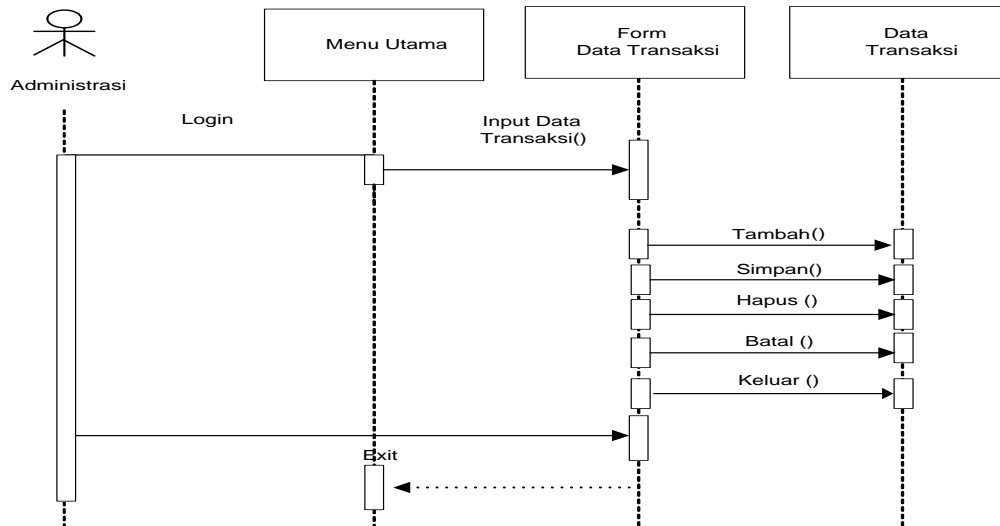 Administrasi
Menu Utama
Form
Data Transaksi
Data
Transaksi
Login
Input Data
Transaksi()
Tambah()
Simpan()
Hapus ()
Batal ()
Keluar ()
Exit